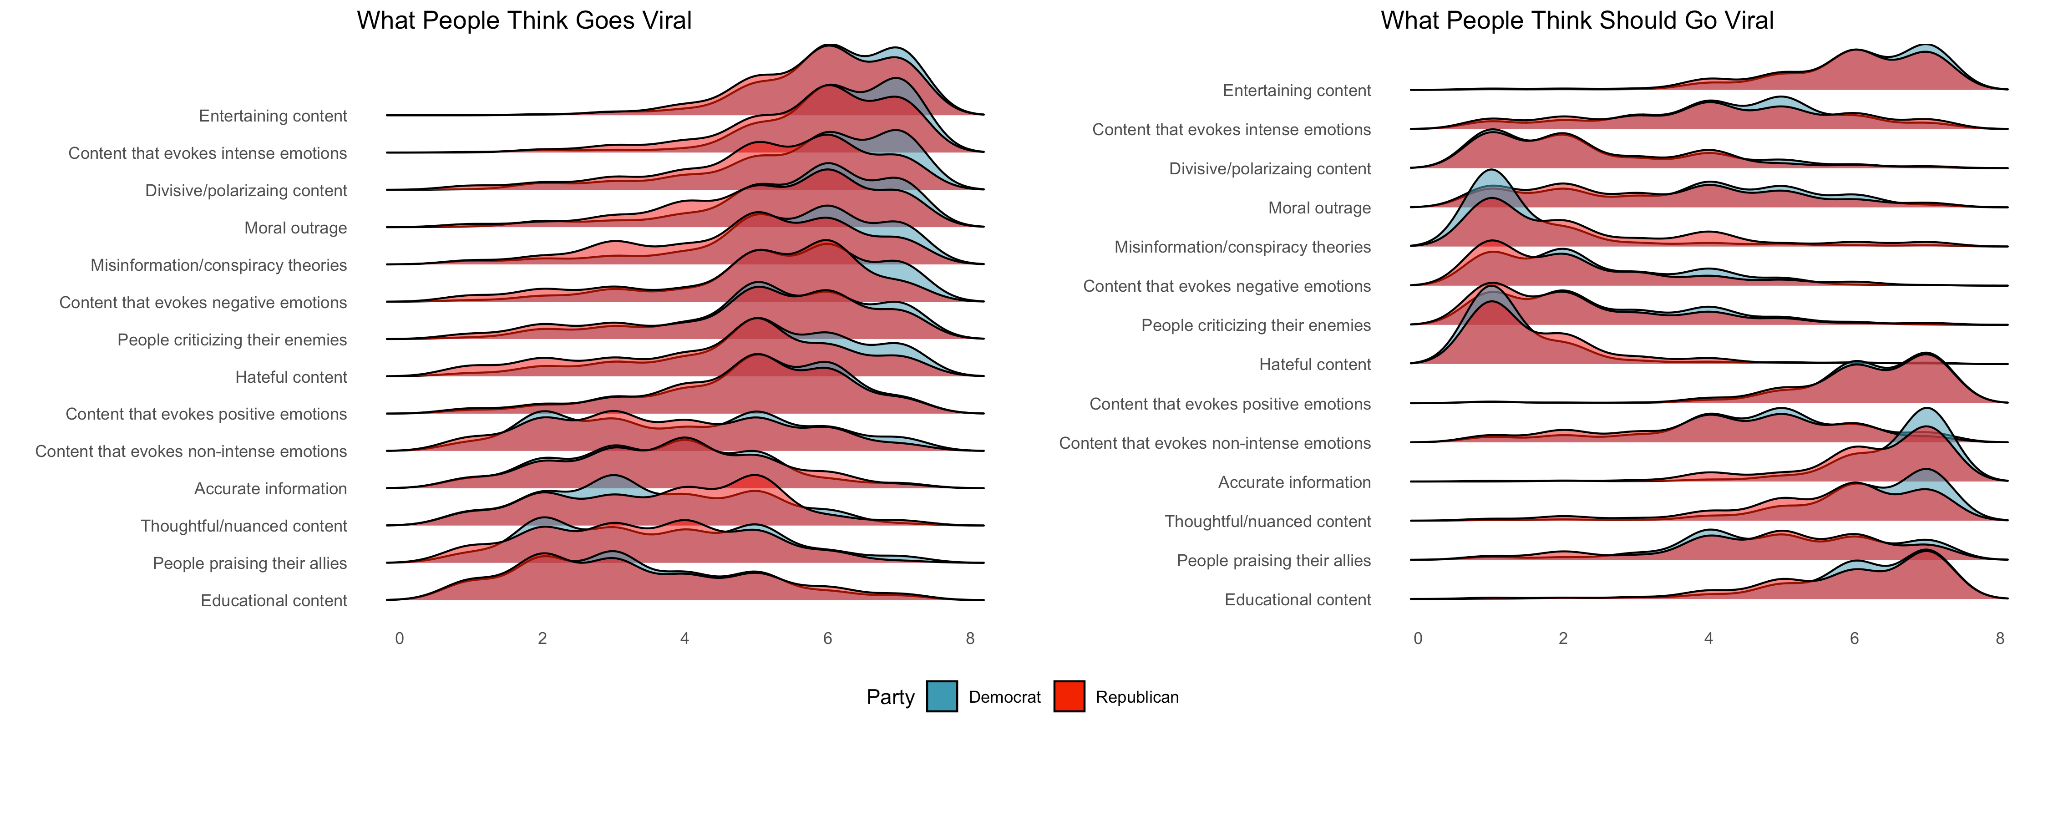 What People Think Goes Viral
Entertaining content
Content that evokes intense emotions
Divisive/polarizaing content
Moral outrage
Misinformation/conspiracy theories
Content that evokes negative emotions
People criticizing their enemies
Hateful content
Content that evokes positive emotions
Content that evokes non-intense emotions
Accurate information
Thoughtful/nuanced content
People praising their allies
Educational content
0 2 4 6 8
What People Think Should Go Viral
Entertaining content
Content that evokes intense emotions
Divisive/polarizaing content
Moral outrage
Misinformation/conspiracy theories
Content that evokes negative emotions
People criticizing their enemies
Hateful content
Content that evokes positive emotions
Content that evokes non-intense emotions
Accurate information
Thoughtful/nuanced content
People praising their allies
Educational content
0 2 4 6 8
Party Democrat Republican